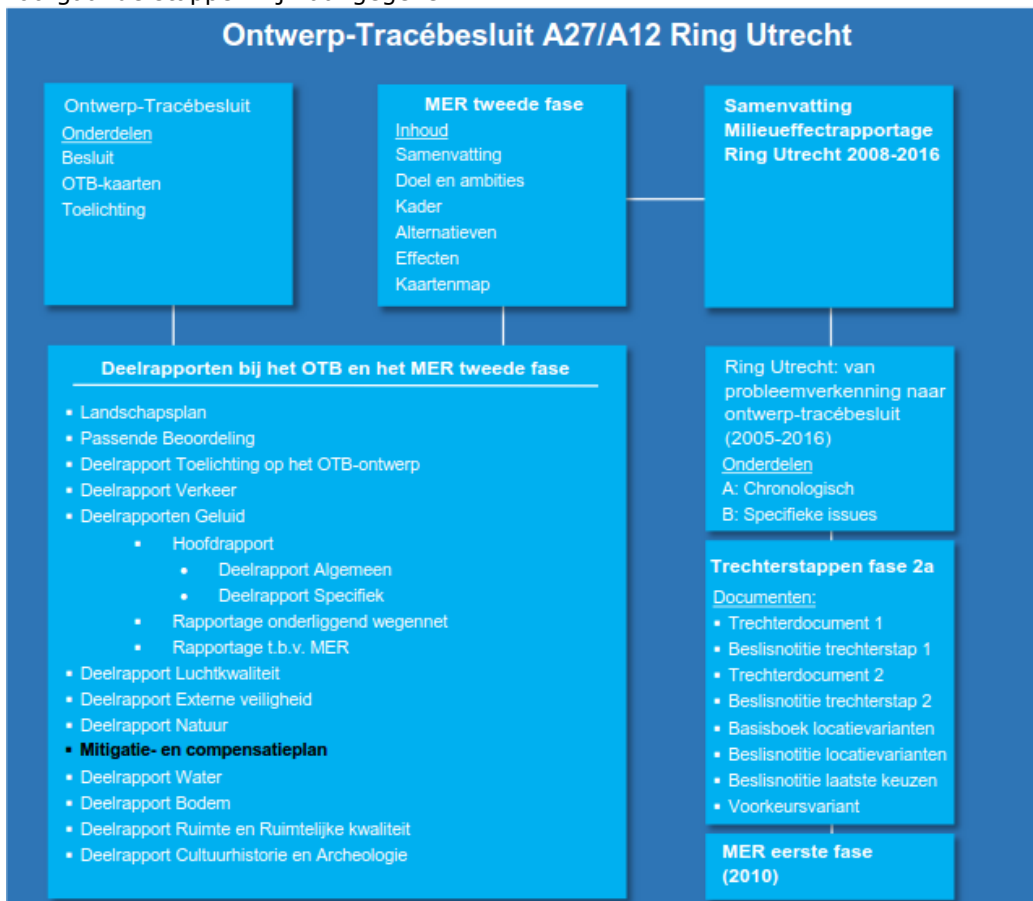 Ontwerp-Tracébesluit A27/A12 Ring Utrecht
Ontwerp-Tracébesluit
Onderdelen
Besluit
OTB-kaarten
Toelichting
MER tweede fase
Inhoud
Samenvatting
Doel en ambities
Kader
Alternatieven
Effecten
Kaartenmap
Samenvatting
Milieueffectrapportage
Ring Utrecht 2008-2016
Deelrapporten bij het OTB en het MER tweede fase
▪ Landschapsplan
▪ Passende Beoordeling
▪ Deelrapport Toelichting op het OTB-ontwerp
▪ Deelrapport Verkeer
▪ Deelrapporten Geluid
▪ Hoofdrapport
• Deelrapport Algemeen
• Deelrapport Specifiek
▪ Rapportage onderliggend wegennet
▪ Rapportage t.b.v. MER
▪ Deelrapport Luchtkwaliteit
▪ Deelrapport Externe veiligheid
▪ Deelrapport Natuur
▪ Mitigatie- en compensatieplan
▪ Deelrapport Water
▪ Deelrapport Bodem
▪ Deelrapport Ruimte en Ruimtelijke kwaliteit
▪ Deelrapport Cultuurhistorie en Archeologie
Ring Utrecht: van
probleemverkenning naar
ontwerp-tracébesluit
(2005-2016)
Onderdelen
A: Chronologisch
B: Specifieke issues
Trechterstappen fase 2a
Documenten:
▪ Trechterdocument 1
▪ Beslisnotitie trechterstap 1
▪ Trechterdocument 2
▪ Beslisnotitie trechterstap 2
▪ Basisboek locatievarianten
▪ Beslisnotitie locatievarianten
▪ Beslisnotitie laatste keuzen
▪ Voorkeursvariant
MER eerste fase
(2010)